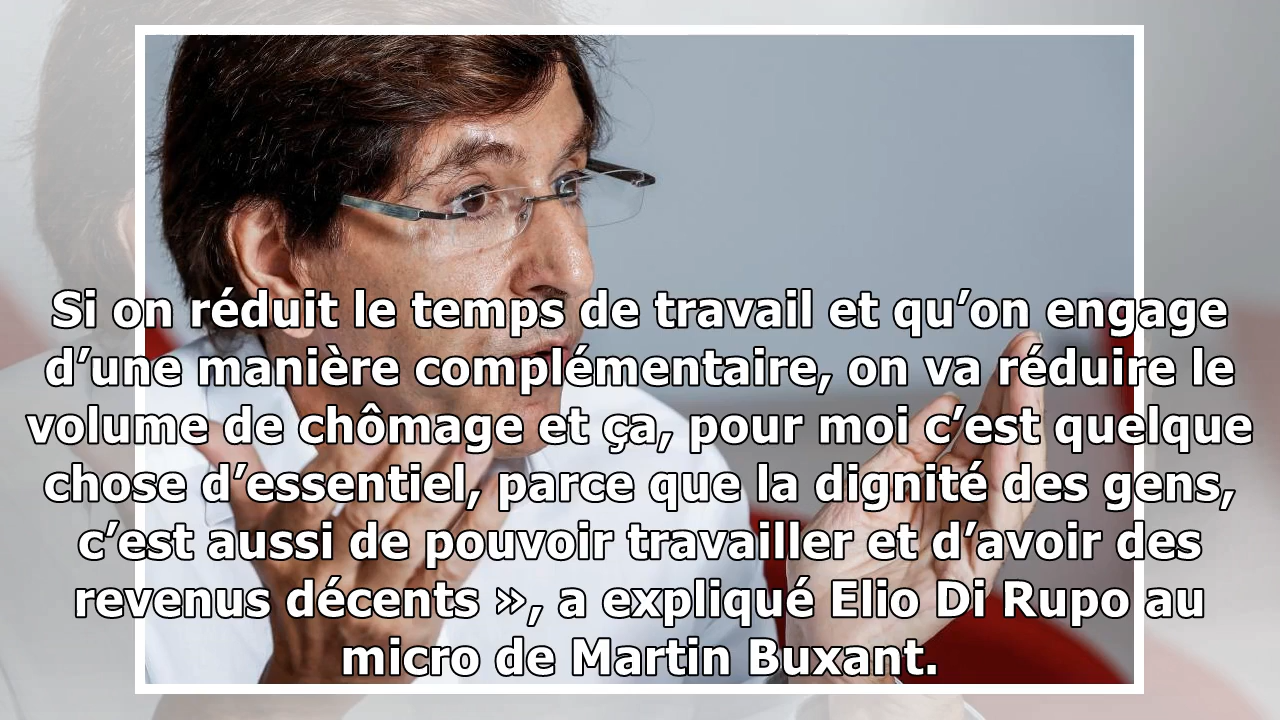 Si on réduit le temps de travail et qu’on engage
d’une manière complémentaire, on va réduire le
volume de chômage et ça, pour moi c’est quelque
chose d’essentiel, parce que la dignité des gens,
c’est aussi de pouvoir travailler et d’avoir des
revenus décents », a expliqué Elio Di Rupo au
micro de Martin Buxant.